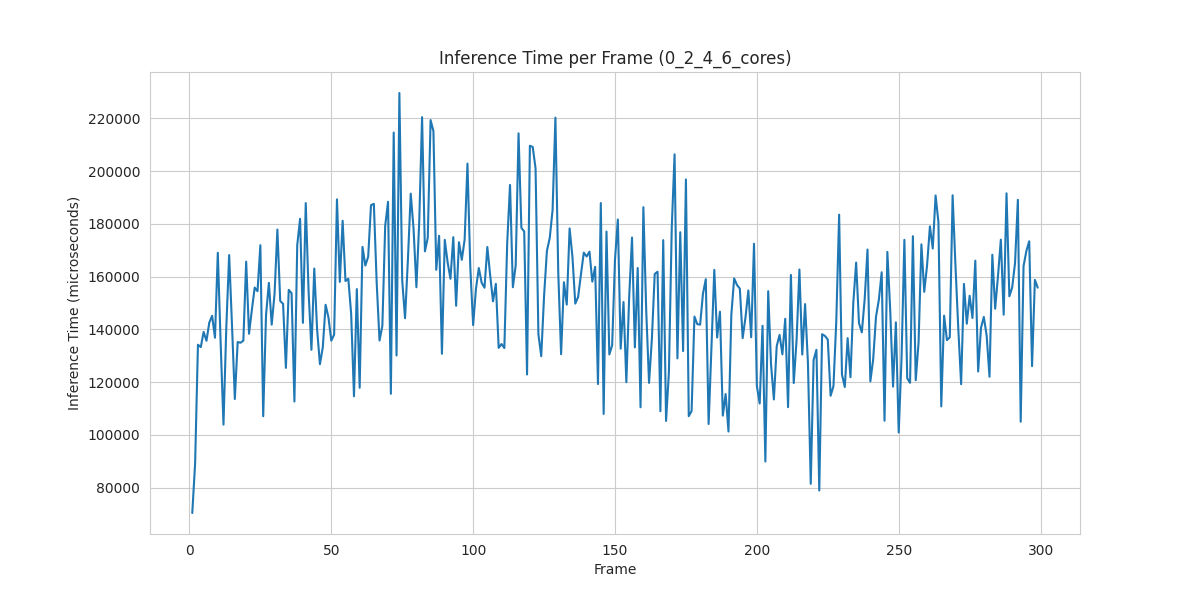 Inference Time per Frame (0_2_4_6_cores)
Inference Time (microseconds)
220000
200000
180000
160000
140000
120000
100000
80000
0 50 100 150 200 250 300
Frame